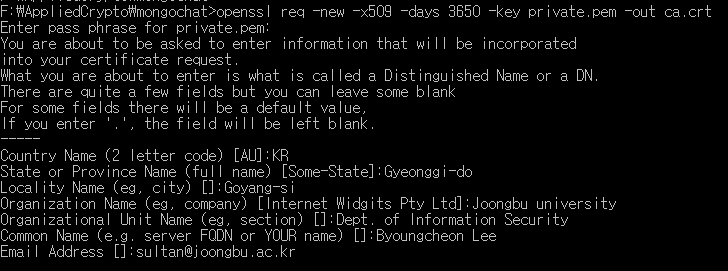 F:₩AppliedCrypto₩mongochat>openssl req -new -x509 -days 3650 -key private.pem -out ca.crt
Enter pass phrase for private.pem:
You are about to be asked to enter information that will be incorporated
into your certificate request.
What you are about to enter is what is called a Distinguished Name or a DN.
There are quite a few fields but you can leave some blank
For some fields there will be a default value,
If you enter '.', the field will be left blank.
-----
Country Name (2 letter code) [AU]:KR
State or Province Name (full name) [Some-State]:Gyeonggi-do
Locality Name (eg, city) []:Goyang-si
Organization Name (eg, company) [Internet Widgits Pty Ltd]:Joongbu university
Organizational Unit Name (eg, section) []:Dept. of Information Security
Common Name (e.g. server FQDN or YOUR name) []:Byoungcheon Lee
Email Address []:sultan@joongbu.ac.kr